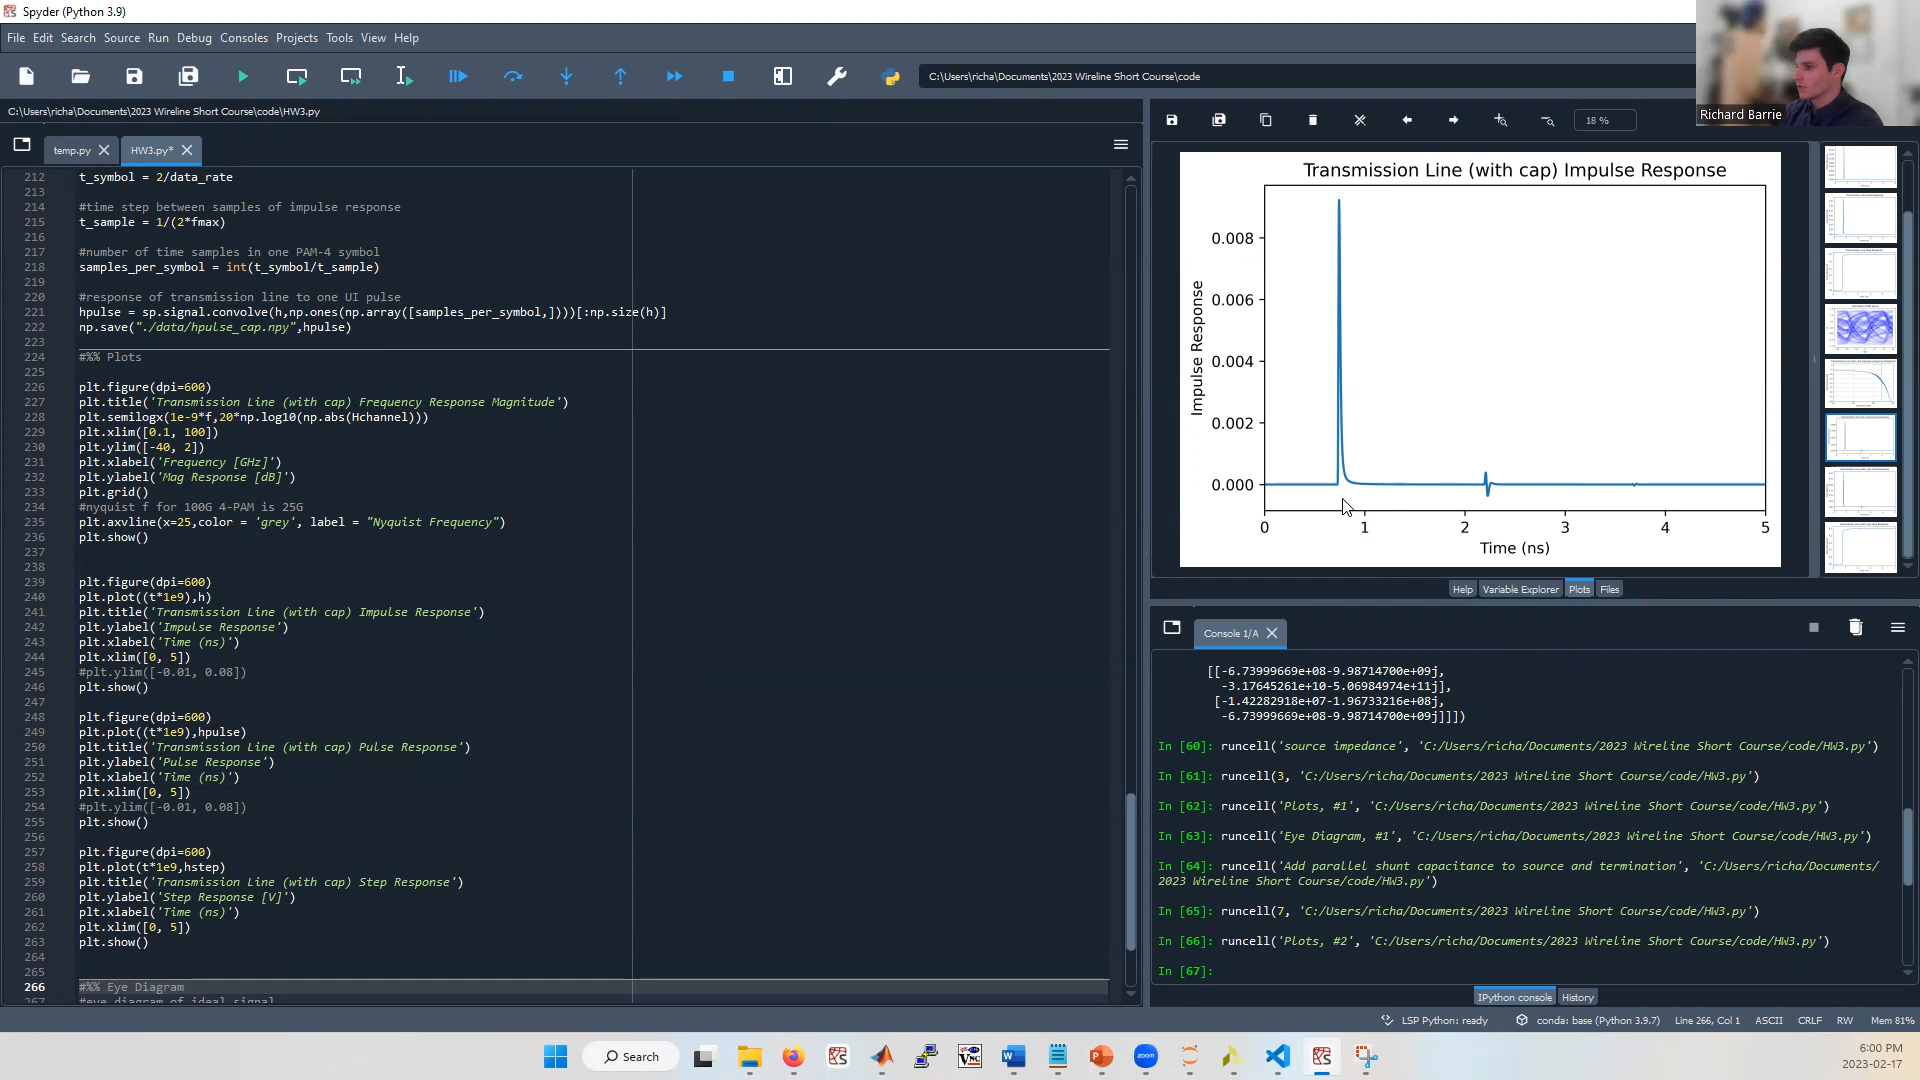 Spyder (Python 3.9)
File Edit Search Source Run Debug Consoles Projects Tools View Help
C:\Users\richa\Documents\2023 Wireline Short Course\code
Richard Barrie
C:\Users\richa\Documents\2023 Wireline Short Course\code\HW3.py
temp.py
HW3.py*
18 %
212 t_symbol = 2/data_rate
213
214 #time step between samples of impulse response
215 t_sample = 1/(2*fmax)
216
217 #number of time samples in one PAM-4 symbol
218 samples_per_symbol = int(t_symbol/t_sample)
219
220 #response of transmission line to one UI pulse
221 hpulse = sp.signal.convolve(h,np.ones(np.array([samples_per_symbol,])))[:np.size(h)]
222 np.save("./data/hpulse_cap.npy",hpulse)
223
224 #%% Plots
225
226 plt.figure(dpi=600)
227 plt.title('Transmission Line (with cap) Frequency Response Magnitude')
228 plt.semilogx(1e-9*f,20*np.log10(np.abs(Hchannel)))
229 plt.xlim([0.1, 100])
230 plt.ylim([-40, 2])
231 plt.xlabel('Frequency [GHz]')
232 plt.ylabel('Mag Response [dB]')
233 plt.grid()
234 #nyquist f for 100G 4-PAM is 25G
235 plt.axvline(x=25,color = 'grey', label = "Nyquist Frequency")
236 plt.show()
237
238
239 plt.figure(dpi=600)
240 plt.plot((t*1e9),h)
241 plt.title('Transmission Line (with cap) Impulse Response')
242 plt.ylabel('Impulse Response')
243 plt.xlabel('Time (ns)')
244 plt.xlim([0, 5])
245 #plt.ylim([-0.01, 0.08])
246 plt.show()
247
248 plt.figure(dpi=600)
249 plt.plot((t*1e9),hpulse)
250 plt.title('Transmission Line (with cap) Pulse Response')
251 plt.ylabel('Pulse Response')
252 plt.xlabel('Time (ns)')
253 plt.xlim([0, 5])
254 #plt.ylim([-0.01, 0.08])
255 plt.show()
256
257 plt.figure(dpi=600)
258 plt.plot(t*1e9,hstep)
259 plt.title('Transmission Line (with cap) Step Response')
260 plt.ylabel('Step Response [V]')
261 plt.xlabel('Time (ns)')
262 plt.xlim([0, 5])
263 plt.show()
264
265
266 #%% Eye Diagram
267 #eye diagram of ideal signal
Transmission Line (with cap) Impulse Response
Impulse Response
0.008
0.006
0.004
0.002
0.000
0 1 2 3 4 5
Time (ns)
Help Variable Explorer Plots Files
Console 1/A
[[-6.73999669e+08-9.98714700e+09j,
-3.17645261e+10-5.06984974e+11j],
[-1.42282918e+07-1.96733216e+08j,
-6.73999669e+08-9.98714700e+09j]]])
In [60]: runcell('source impedance', 'C:/Users/richa/Documents/2023 Wireline Short Course/code/HW3.py')
In [61]: runcell(3, 'C:/Users/richa/Documents/2023 Wireline Short Course/code/HW3.py')
In [62]: runcell('Plots, #1', 'C:/Users/richa/Documents/2023 Wireline Short Course/code/HW3.py')
In [63]: runcell('Eye Diagram, #1', 'C:/Users/richa/Documents/2023 Wireline Short Course/code/HW3.py')
In [64]: runcell('Add parallel shunt capacitance to source and termination', 'C:/Users/richa/Documents/
2023 Wireline Short Course/code/HW3.py')
In [65]: runcell(7, 'C:/Users/richa/Documents/2023 Wireline Short Course/code/HW3.py')
In [66]: runcell('Plots, #2', 'C:/Users/richa/Documents/2023 Wireline Short Course/code/HW3.py')
In [67]:
IPython console History
LSP Python: ready conda: base (Python 3.9.7) Line 266, Col 1 ASCII CRLF RW Mem 81%
Search
zoom
6:00 PM
2023-02-17